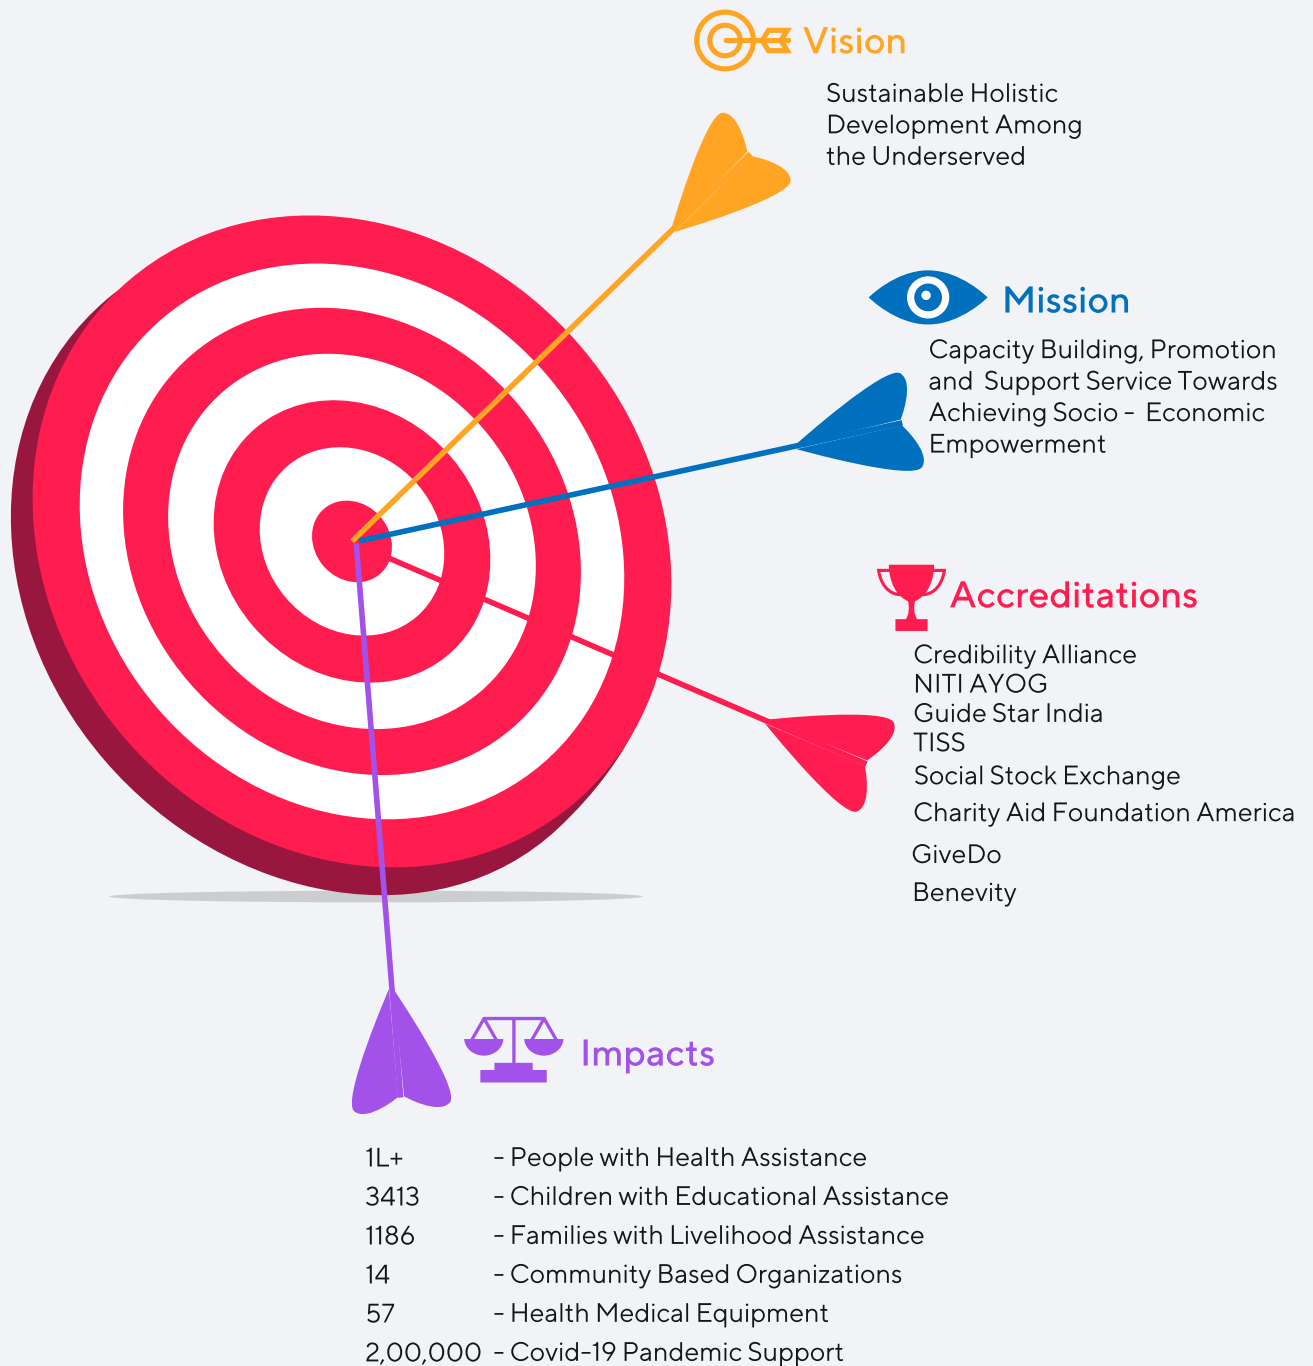 Vision
Sustainable Holistic
Development Among
the Underserved
Mission
Capacity Building, Promotion
and Support Service Towards
Achieving Socio - Economic
Empowerment
Accreditations
Credibility Alliance
NITI AYOG
Guide Star India
TISS
Social Stock Exchange
Charity Aid Foundation America
GiveDo
Benevity
Impacts
1L+ - People with Health Assistance
3413 - Children with Educational Assistance
1186 - Families with Livelihood Assistance
14 - Community Based Organizations
57 - Health Medical Equipment
2,00,000 - Covid-19 Pandemic Support